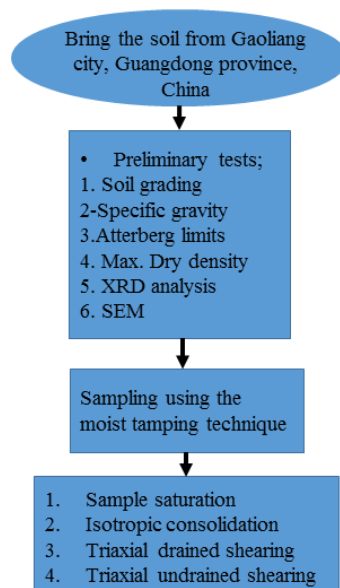 Bring the soil from Gaoliang
city, Guangdong province,
China
• Preliminary tests;
1. Soil grading
2-Specific gravity
3.Atterberg limits
4. Max. Dry density
5. XRD analysis
6. SEM
Sampling using the
moist tamping technique
1. Sample saturation
2. Isotropic consolidation
3. Triaxial drained shearing
4. Triaxial undrained shearing